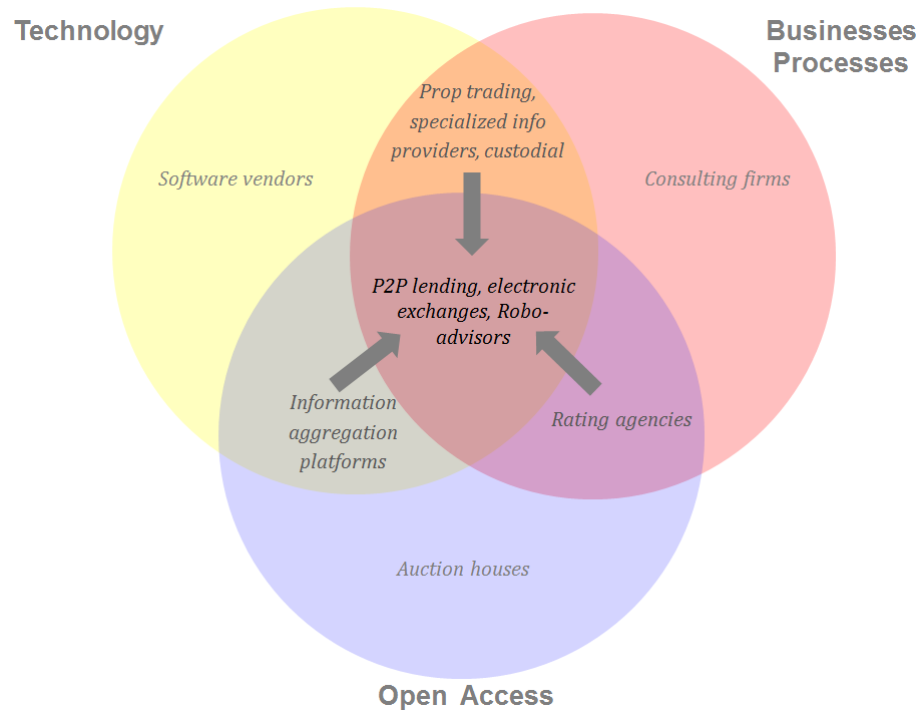 Technology
Businesses
Processes
Prop trading,
specialized info
providers, custodial
Software vendors
Consulting firms
P2P lending, electronic
exchanges, Robo-
advisors
Information
aggregation
platforms
Rating agencies
Auction houses
Open Access